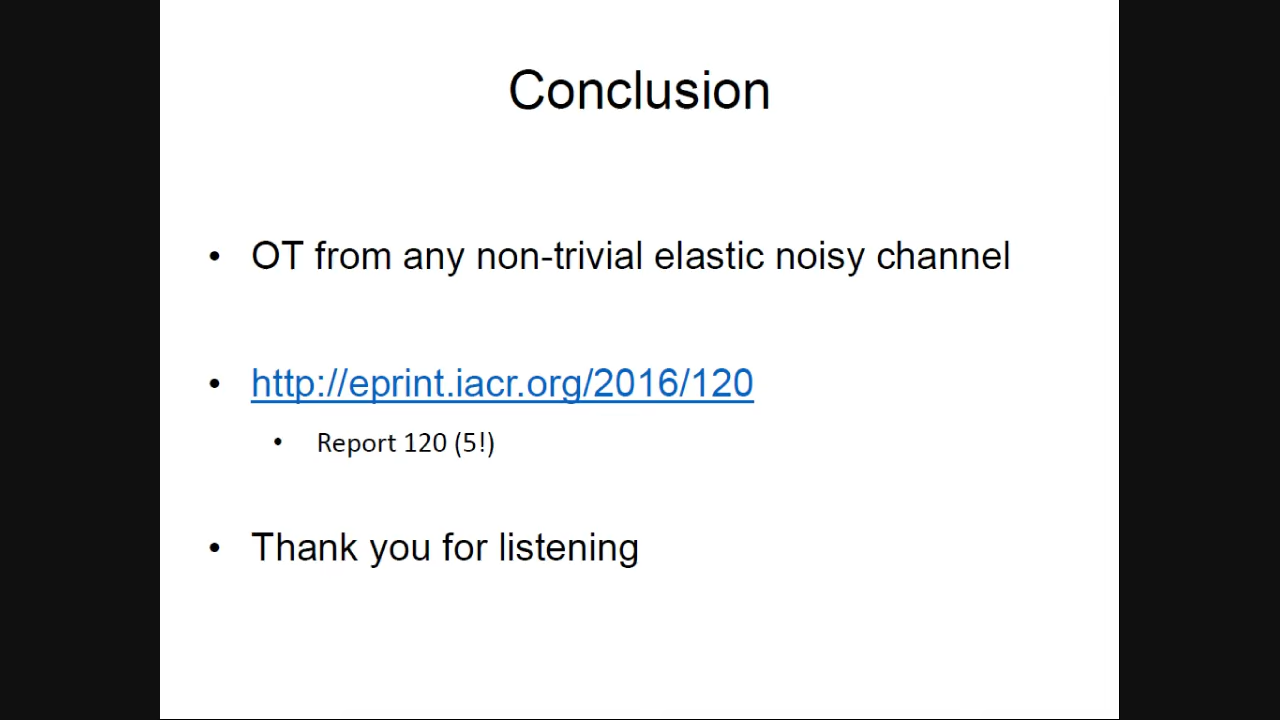 Conclusion
• OT from any non-trivial elastic noisy channel
• http://eprint.iacr.org/2016/120
• Report 120 (5!)
• Thank you for listening